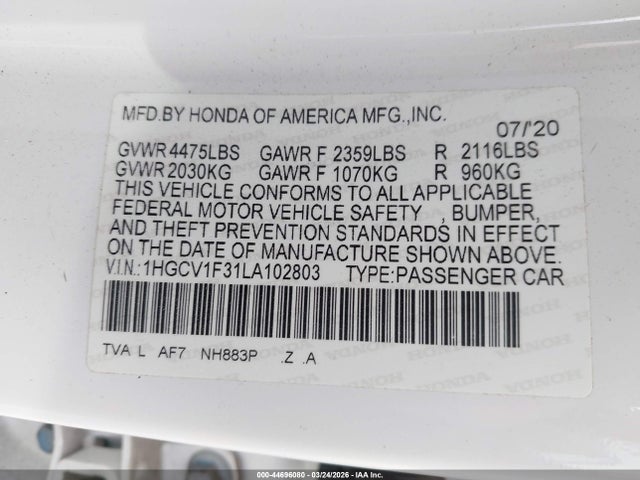 MFD.BY HONDA OF AMERICA MFG.,INC.
07/'20
GVWR 4475LBS GAWR F 2359LBS R 2116LBS
GVWR 2030KG GAWR F 1070KG R 960KG
THIS VEHICLE CONFORMS TO ALL APPLICABLE
FEDERAL MOTOR VEHICLE SAFETY , BUMPER,
AND THEFT PREVENTION STANDARDS IN EFFECT
ON THE DATE OF MANUFACTURE SHOWN ABOVE.
V.I.N.:1HGCV1F31LA102803 TYPE:PASSENGER CAR
TVA L AF7 NH883P .Z .A
000-44696080 - 03/24/2026 - IAA Inc.